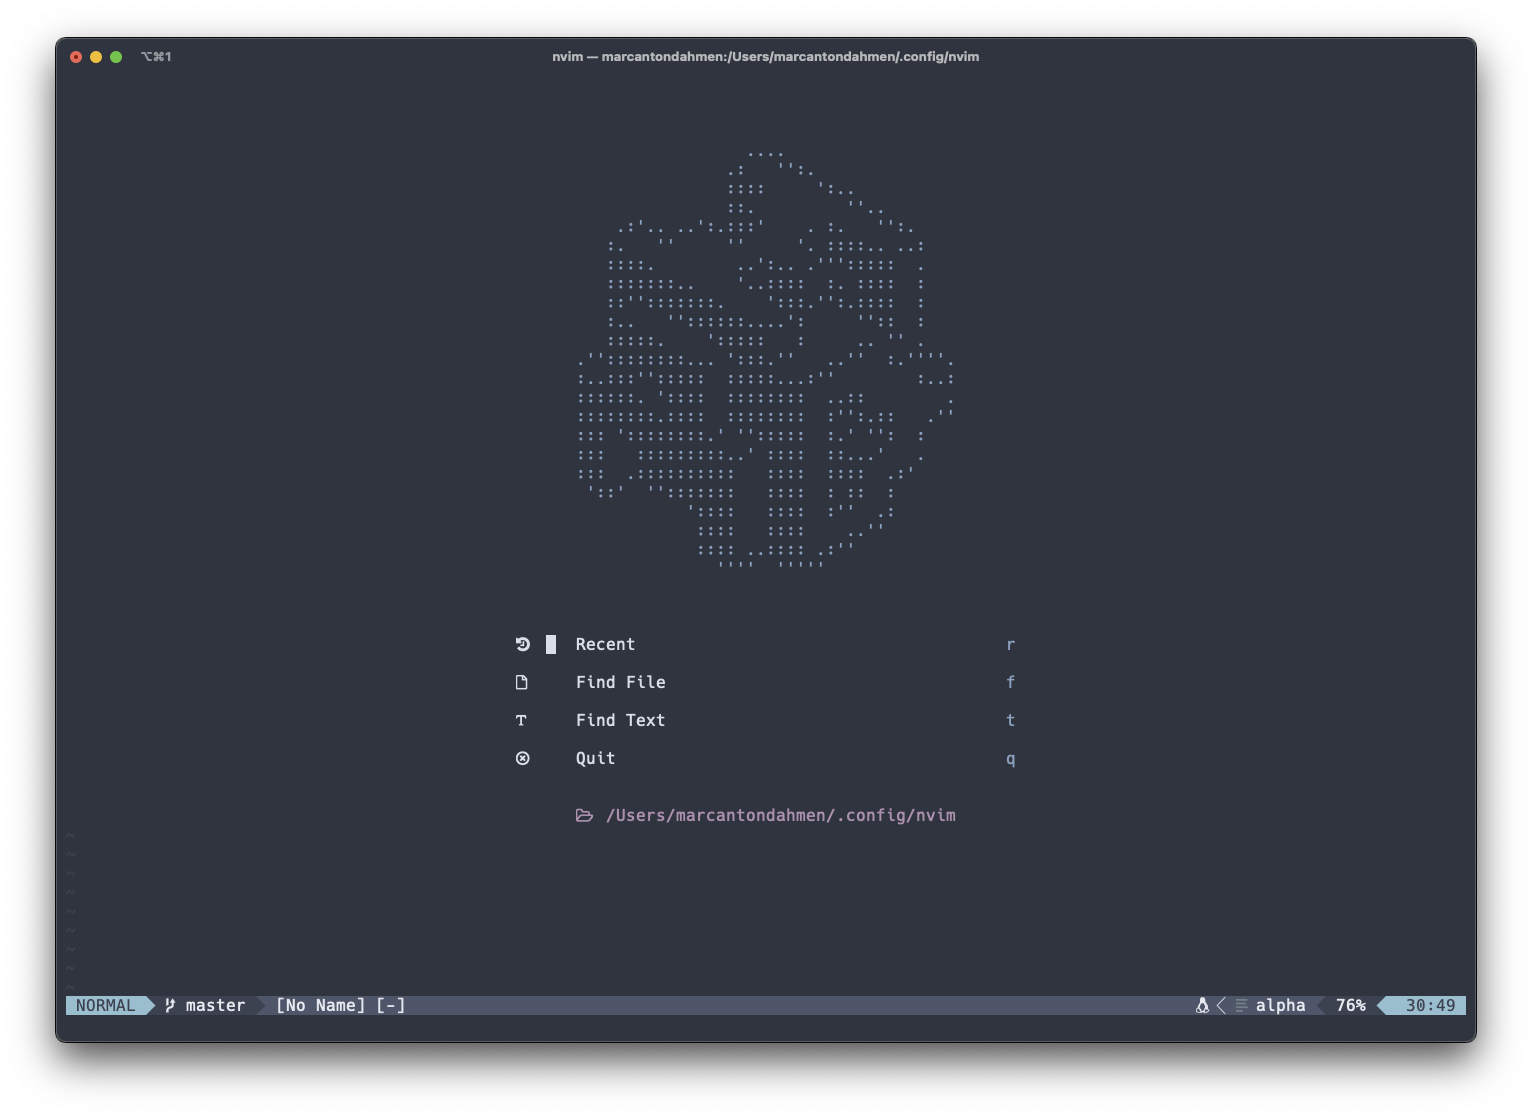 ⌥⌘1
nvim — marcantondahmen:/Users/marcantondahmen/.config/nvim
Recent r
Find File f
Find Text t
Quit q
/Users/marcantondahmen/.config/nvim
~
~
~
~
~
~
~
~
~
NORMAL master [No Name] [-] alpha 76% 30:49